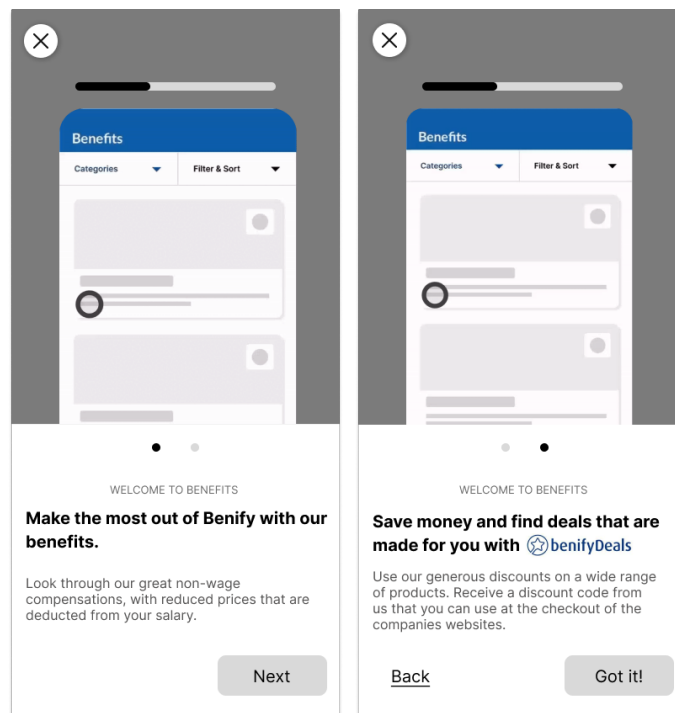 Benefits
Categories
Filter & Sort
WELCOME TO BENEFITS
Make the most out of Benify with our
benefits.
Look through our great non-wage
compensations, with reduced prices that are
deducted from your salary.
Next
Benefits
Categories
Filter & Sort
WELCOME TO BENEFITS
Save money and find deals that are
made for you with benifyDeals
Use our generous discounts on a wide range
of products. Receive a discount code from
us that you can use at the checkout of the
companies websites.
Back
Got it!